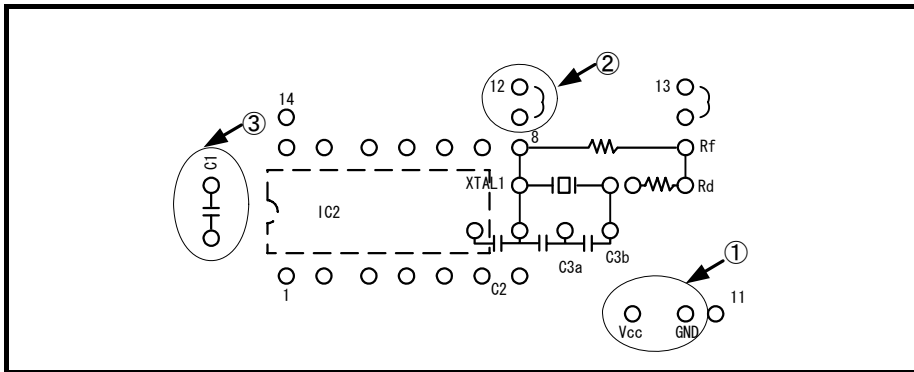 ②
12
13
14
③
8
C1
Rf
XTAL1
Rd
IC2
C3a
C3b
①
1
C2
11
Vcc
GND